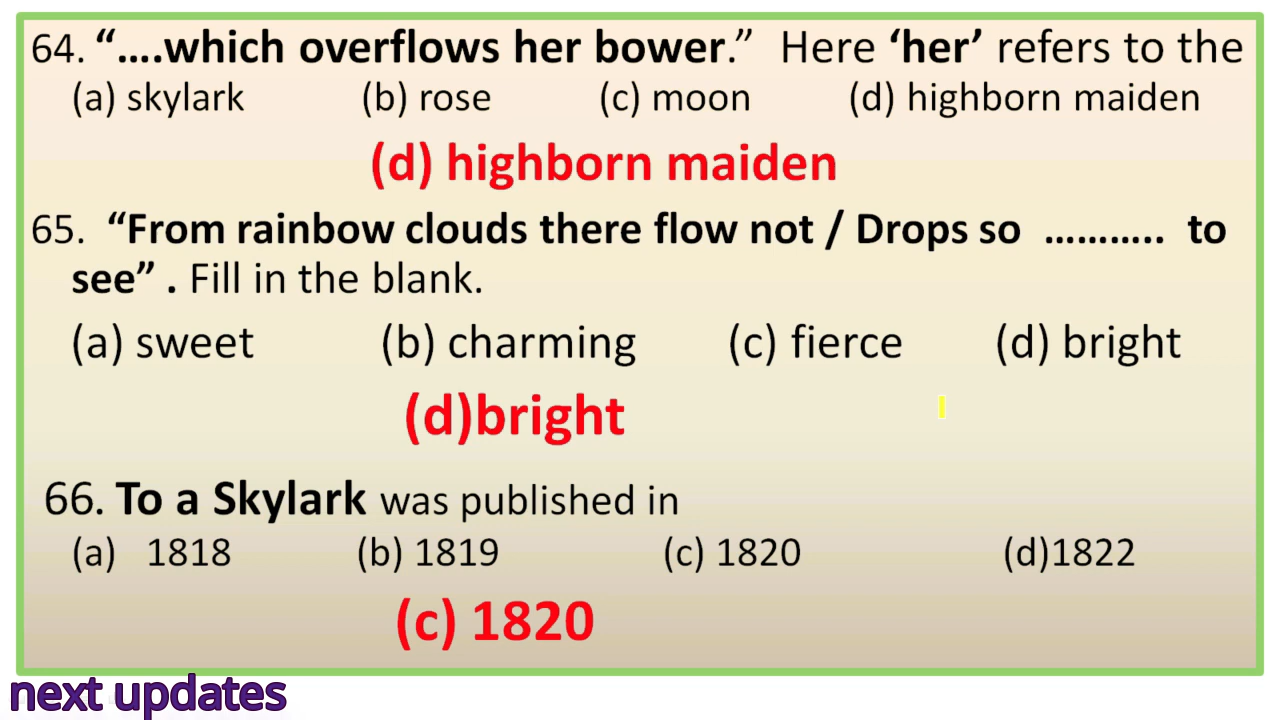 64. “....which overflows her bower.” Here ‘her’ refers to the
(a) skylark (b) rose (c) moon (d) highborn maiden
(d) highborn maiden
65. “From rainbow clouds there flow not / Drops so ……….. to
see” . Fill in the blank.
(a) sweet (b) charming (c) fierce (d) bright
(d)bright
66. To a Skylark was published in
(a) 1818 (b) 1819 (c) 1820 (d)1822
(c) 1820
next updates